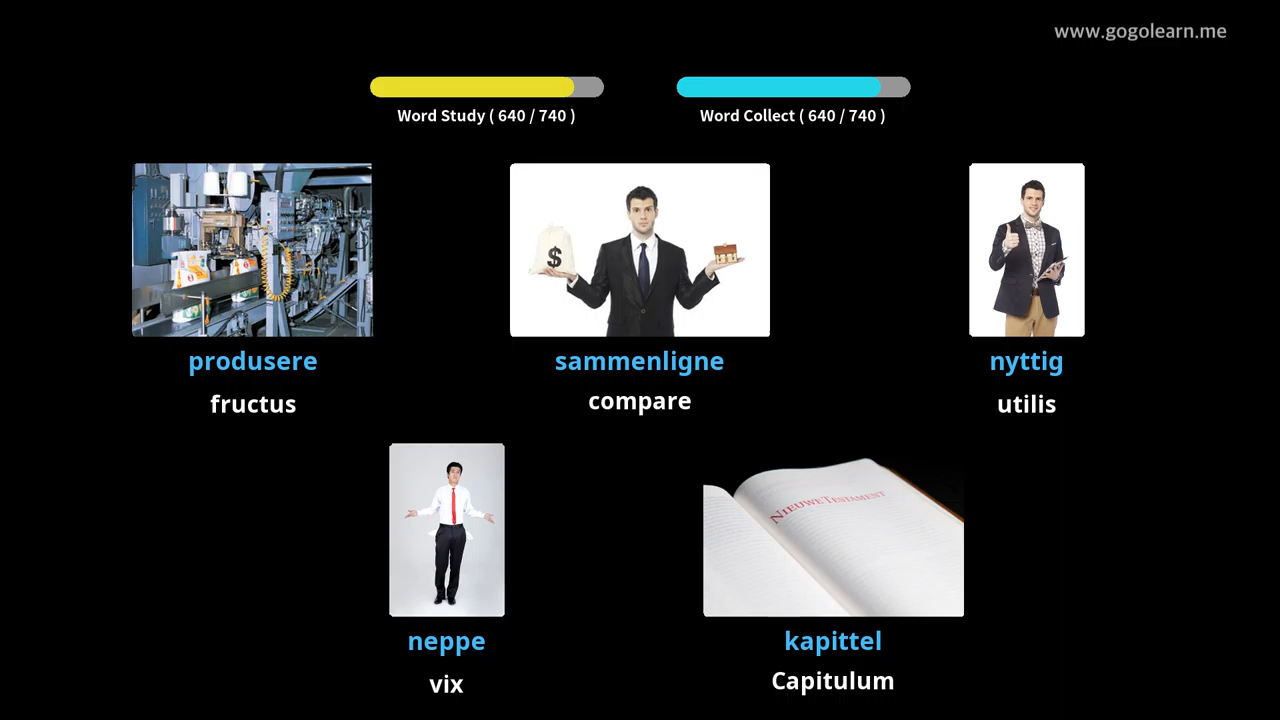 www.gogolearn.me
Word Study ( 640 / 740 )
Word Collect ( 640 / 740 )
$
produsere
sammenligne
nyttig
fructus
compare
utilis
NIEUWE TESTAMENT
neppe
kapittel
vix
Capitulum